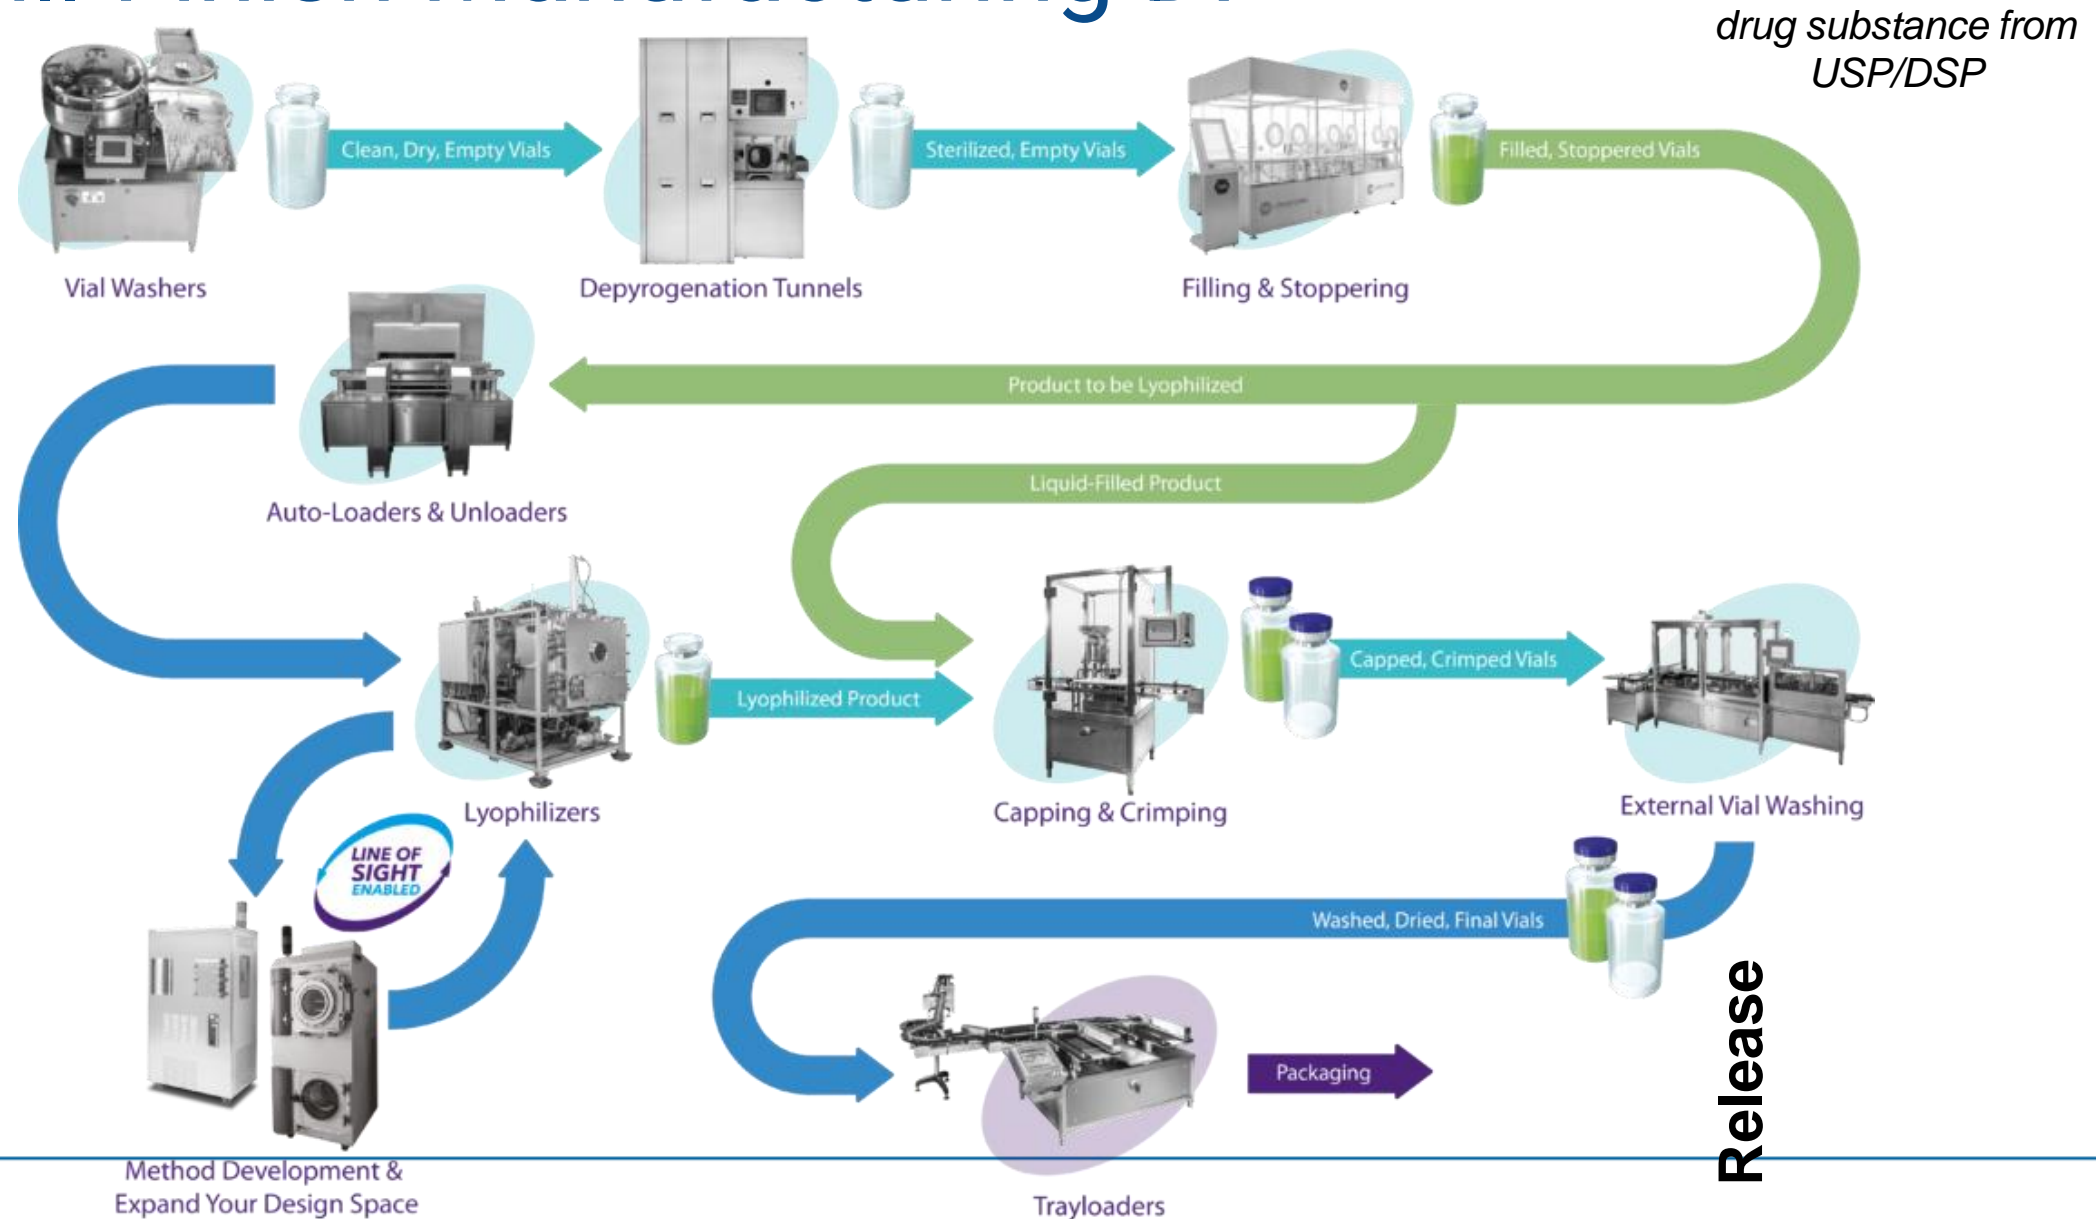 Finish Manufacturing DP
drug substance from
USP/DSP
Clean, Dry, Empty Vials
Sterilized, Empty Vials
Filled, Stoppered Vials
Vial Washers
Depyrogenation Tunnels
Filling & Stoppering
Product to be Lyophilized
Liquid-Filled Product
Auto-Loaders & Unloaders
Lyophilized Product
Capped, Crimped Vials
Lyophilizers
Capping & Crimping
External Vial Washing
LINE OF
SIGHT
ENABLED
Washed, Dried, Final Vials
Packaging
Release
Method Development &
Expand Your Design Space
Trayloaders